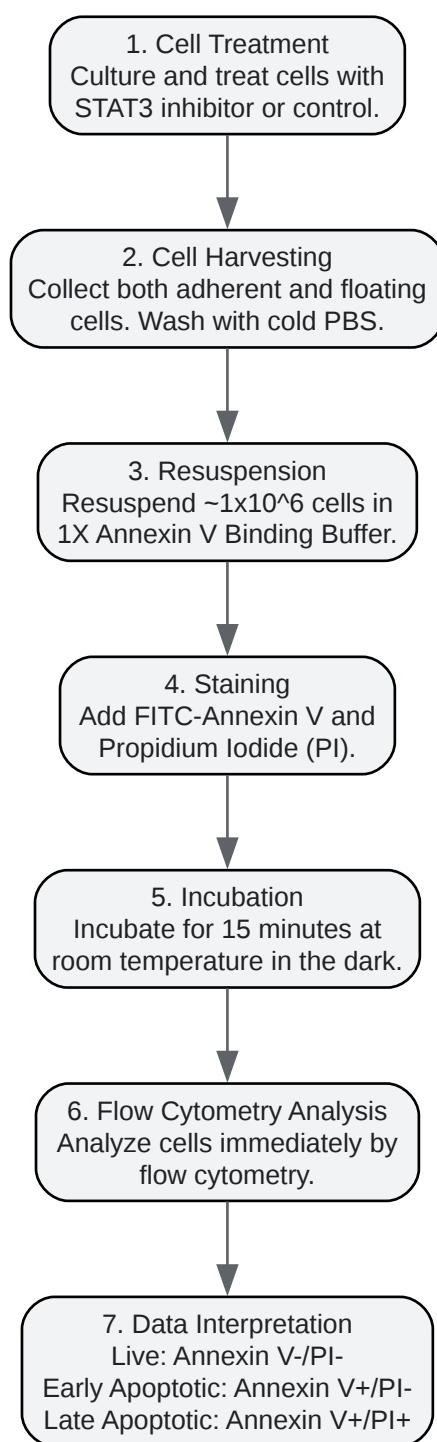 1. Cell Treatment
Culture and treat cells with
STAT3 inhibitor or control.
2. Cell Harvesting
Collect both adherent and floating
cells. Wash with cold PBS.
3. Resuspension
Resuspend ~1x10^6 cells in
1X Annexin V Binding Buffer.
4. Staining
Add FITC-Annexin V and
Propidium Iodide (PI).
5. Incubation
Incubate for 15 minutes at
room temperature in the dark.
6. Flow Cytometry Analysis
Analyze cells immediately by
flow cytometry.
7. Data Interpretation
Live: Annexin V-/PI-
Early Apoptotic: Annexin V+/PI-
Late Apoptotic: Annexin V+/PI+